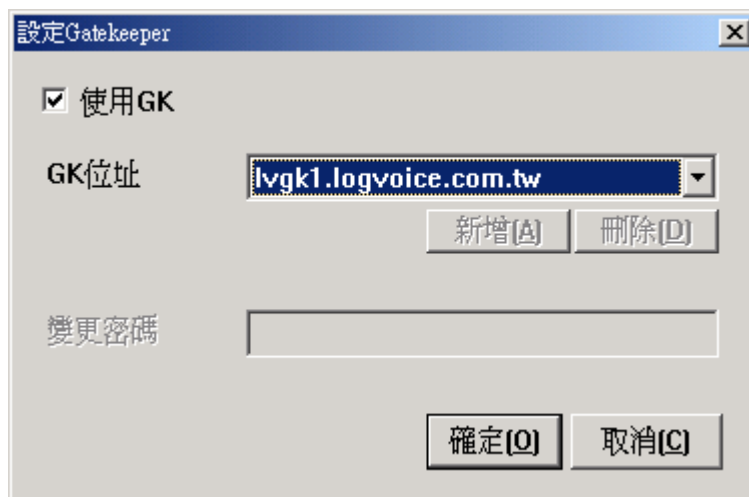 設定Gatekeeper
使用GK
GK位址 lvgk1.logvoice.com.tw
新增(A) 刪除(D)
變更密碼
確定(O) 取消(C)